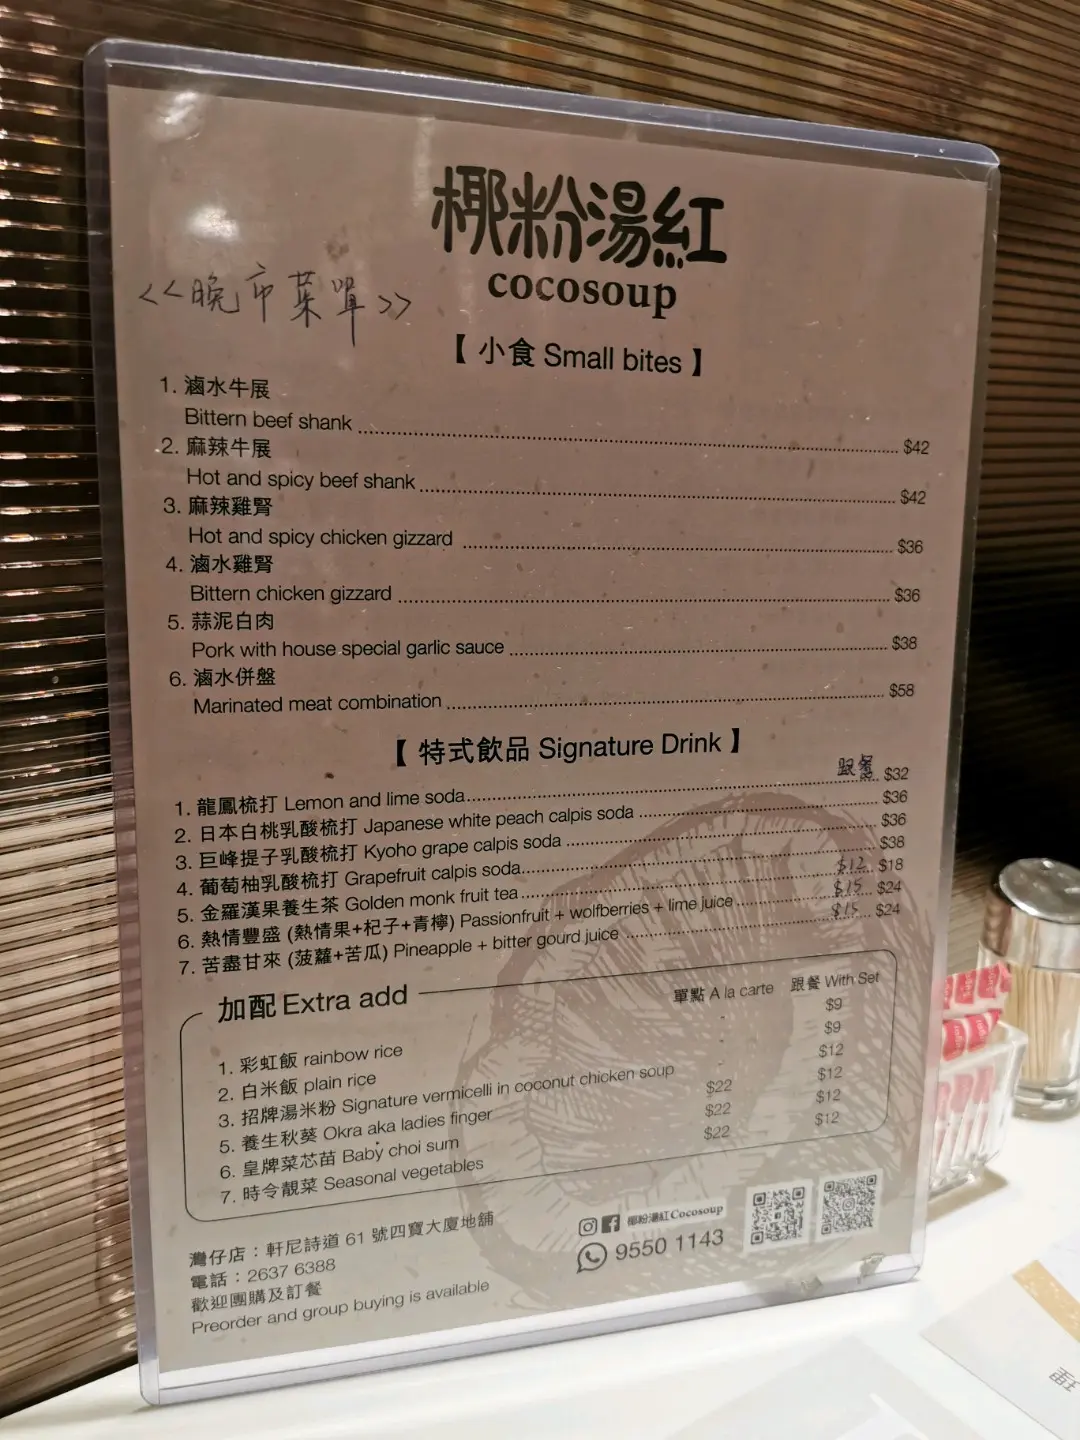 椰粉湯紅
cocosoup
<<晚市菜單>>
【 小食 Small bites 】
1. 滷水牛展
Bittern beef shank ........ $42
2. 麻辣牛展
Hot and spicy beef shank ........ $42
3. 麻辣雞腎
Hot and spicy chicken gizzard ........ $36
4. 滷水雞腎
Bittern chicken gizzard ........ $36
5. 蒜泥白肉
Pork with house special garlic sauce ........ $38
6. 滷水併盤
Marinated meat combination ........ $58
【 特式飲品 Signature Drink 】
跟餐
1. 龍鳳梳打 Lemon and lime soda ........ $32
2. 日本白桃乳酸梳打 Japanese white peach calpis soda ........ $36
3. 巨峰提子乳酸梳打 Kyoho grape calpis soda ........ $36
4. 葡萄柚乳酸梳打 Grapefruit calpis soda ........ $38
5. 金羅漢果養生茶 Golden monk fruit tea ........ $12 $18
6. 熱情豐盛 (熱情果+杞子+青檸) Passionfruit + wolfberries + lime juice ........ $15 $24
7. 苦盡甘來 (菠蘿+苦瓜) Pineapple + bitter gourd juice ........ $15 $24
加配 Extra add
單點 A la carte 跟餐 With Set
1. 彩虹飯 rainbow rice - $9
2. 白米飯 plain rice - $9
3. 招牌湯米粉 Signature vermicelli in coconut chicken soup - $12
5. 養生秋葵 Okra aka ladies finger $22 $12
6. 皇牌菜芯苗 Baby choi sum $22 $12
7. 時令靚菜 Seasonal vegetables $22 $12
灣仔店：軒尼詩道 61 號四寶大廈地舖
電話：2637 6388
歡迎團購及訂餐
Preorder and group buying is available
椰粉湯紅 Cocosoup
9550 1143